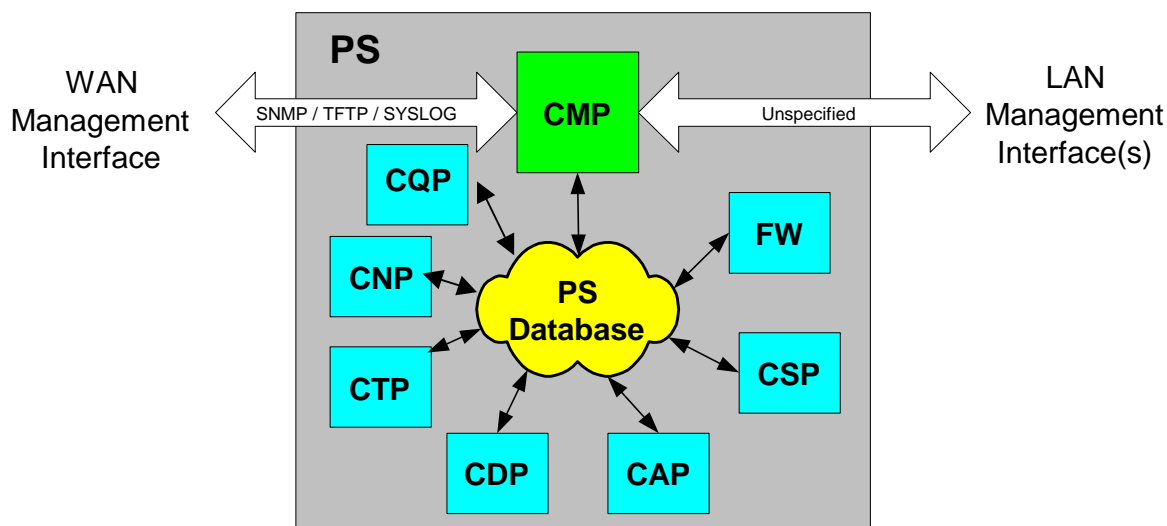 PS
WAN
Management
Interface
SNMP / TFTP / SYSLOG
CMP
Unspecified
LAN
Management
Interface(s)
CQP
FW
CNP
PS
Database
CTP
CSP
CDP
CAP